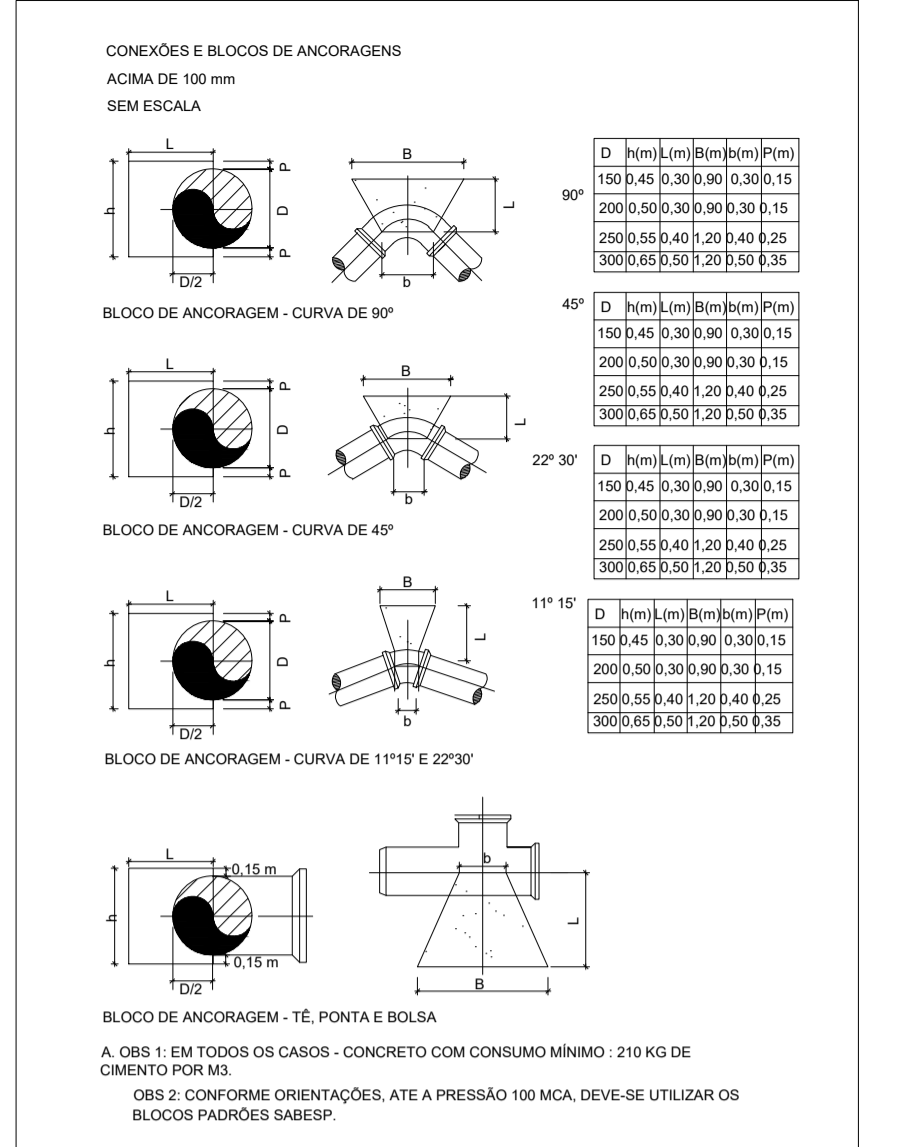 CONEXÕES E BLOCOS DE ANCORAGENS
ACIMA DE 100 mm
SEM ESCALA
L
h
P
D
P
D/2
B
L
b
BLOCO DE ANCORAGEM - CURVA DE 90º
90º
D h(m) L(m) B(m) b(m) P(m)
150 0,45 0,30 0,90 0,30 0,15
200 0,50 0,30 0,90 0,30 0,15
250 0,55 0,40 1,20 0,40 0,25
300 0,65 0,50 1,20 0,50 0,35
L
h
P
D
P
D/2
B
L
b
BLOCO DE ANCORAGEM - CURVA DE 45º
45º
D h(m) L(m) B(m) b(m) P(m)
150 0,45 0,30 0,90 0,30 0,15
200 0,50 0,30 0,90 0,30 0,15
250 0,55 0,40 1,20 0,40 0,25
300 0,65 0,50 1,20 0,50 0,35
22º 30'
D h(m) L(m) B(m) b(m) P(m)
150 0,45 0,30 0,90 0,30 0,15
200 0,50 0,30 0,90 0,30 0,15
250 0,55 0,40 1,20 0,40 0,25
300 0,65 0,50 1,20 0,50 0,35
L
h
P
D
P
D/2
B
L
b
BLOCO DE ANCORAGEM - CURVA DE 11º15' E 22º30'
11º 15'
D h(m) L(m) B(m) b(m) P(m)
150 0,45 0,30 0,90 0,30 0,15
200 0,50 0,30 0,90 0,30 0,15
250 0,55 0,40 1,20 0,40 0,25
300 0,65 0,50 1,20 0,50 0,35
L
0,15 m
h
0,15 m
D/2
b
L
B
BLOCO DE ANCORAGEM - TÊ, PONTA E BOLSA
A. OBS 1: EM TODOS OS CASOS - CONCRETO COM CONSUMO MÍNIMO : 210 KG DE
CIMENTO POR M3.
OBS 2: CONFORME ORIENTAÇÕES, ATE A PRESSÃO 100 MCA, DEVE-SE UTILIZAR OS
BLOCOS PADRÕES SABESP.